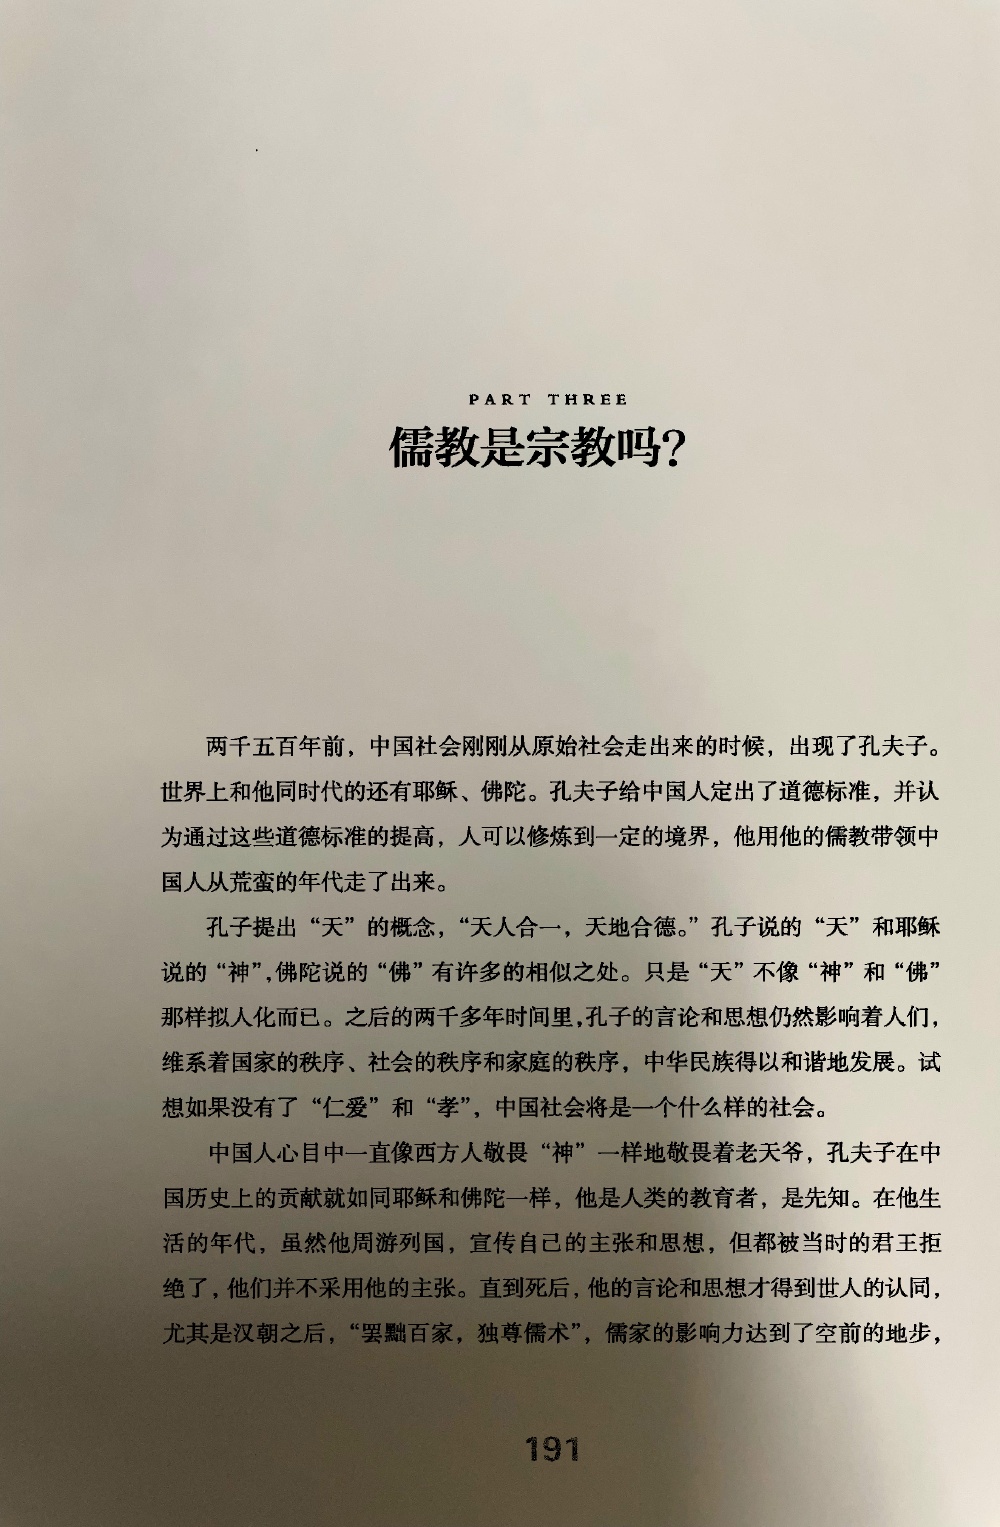 PART THREE
儒教是宗教吗？
两千五百年前，中国社会刚刚从原始社会走出来的时候，出现了孔夫子。
世界上和他同时代的还有耶稣、佛陀。孔夫子给中国人定出了道德标准，并认
为通过这些道德标准的提高，人可以修炼到一定的境界，他用他的儒教带领中
国人从荒蛮的年代走了出来。
孔子提出“天”的概念，“天人合一，天地合德。”孔子说的“天”和耶稣
说的“神”，佛陀说的“佛”有许多的相似之处。只是“天”不像“神”和“佛”
那样拟人化而已。之后的两千多年时间里，孔子的言论和思想仍然影响着人们，
维系着国家的秩序、社会的秩序和家庭的秩序，中华民族得以和谐地发展。试
想如果没有了“仁爱”和“孝”，中国社会将是一个什么样的社会。
中国人心目中一直像西方人敬畏“神”一样地敬畏着老天爷，孔夫子在中
国历史上的贡献就如同耶稣和佛陀一样，他是人类的教育者，是先知。在他生
活的年代，虽然他周游列国，宣传自己的主张和思想，但都被当时的君王拒
绝了，他们并不采用他的主张。直到死后，他的言论和思想才得到世人的认同，
尤其是汉朝之后，“罢黜百家，独尊儒术”，儒家的影响力达到了空前的地步，
191